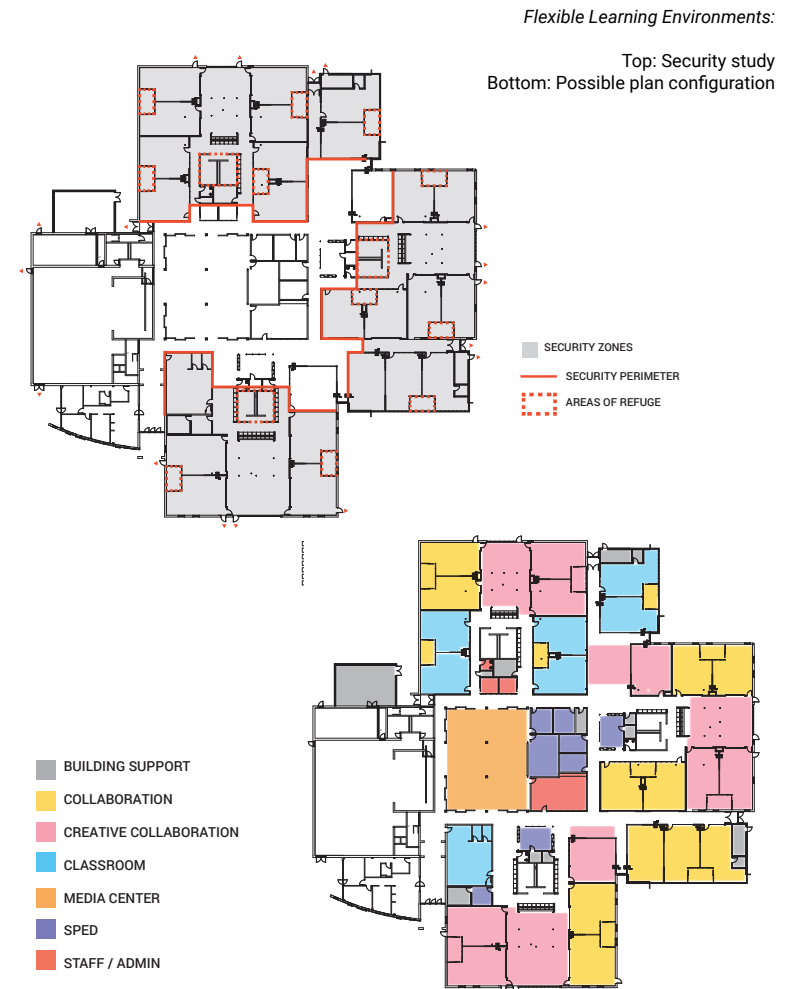 Flexible Learning Environments:
Top: Security study
Bottom: Possible plan configuration
SECURITY ZONES
SECURITY PERIMETER
AREAS OF REFUGE
BUILDING SUPPORT
COLLABORATION
CREATIVE COLLABORATION
CLASSROOM
MEDIA CENTER
SPED
STAFF / ADMIN